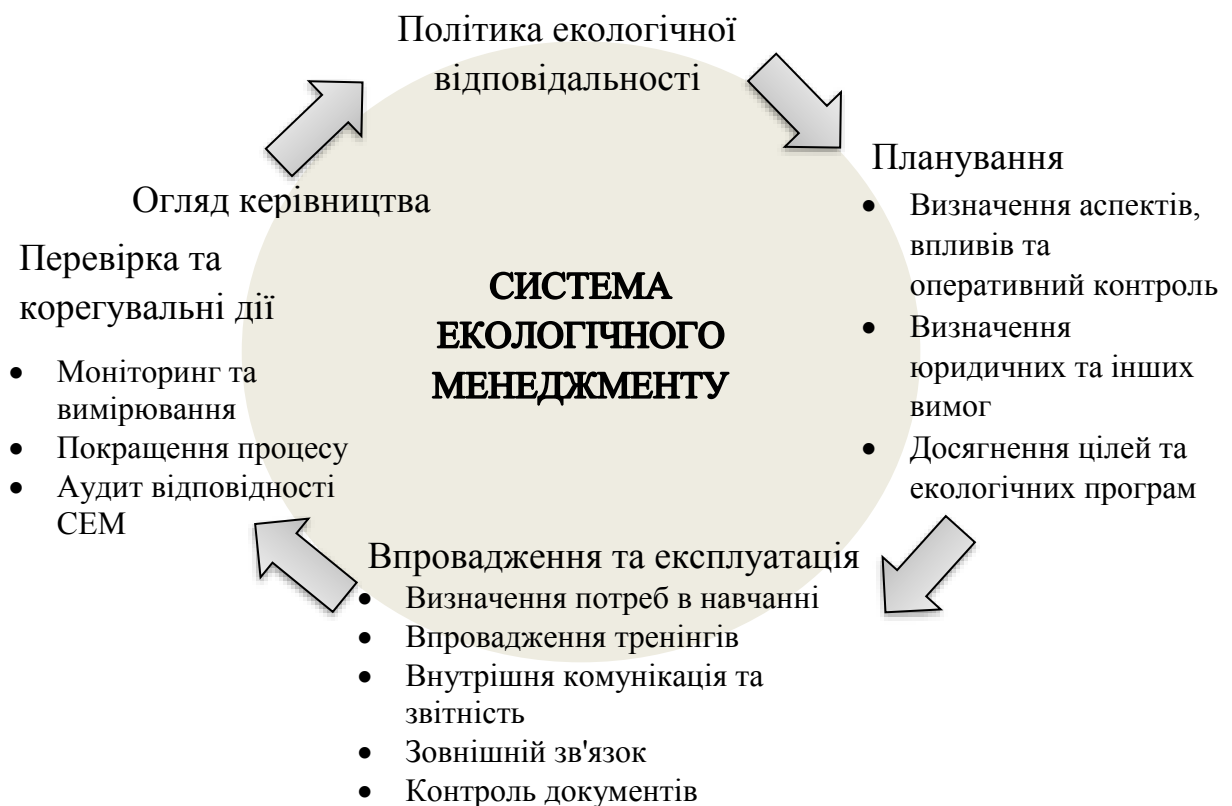 Політика екологічної
відповідальності
Планування
• Визначення аспектів,
впливів та
оперативний контроль
• Визначення
юридичних та інших
вимог
• Досягнення цілей та
екологічних програм
Впровадження та експлуатація
• Визначення потреб в навчанні
• Впровадження тренінгів
• Внутрішня комунікація та
звітність
• Зовнішній зв'язок
• Контроль документів
Огляд керівництва
Перевірка та
корегувальні дії
• Моніторинг та
вимірювання
• Покращення процесу
• Аудит відповідності
СЕМ
СИСТЕМА
ЕКОЛОГІЧНОГО
МЕНЕДЖМЕНТУ